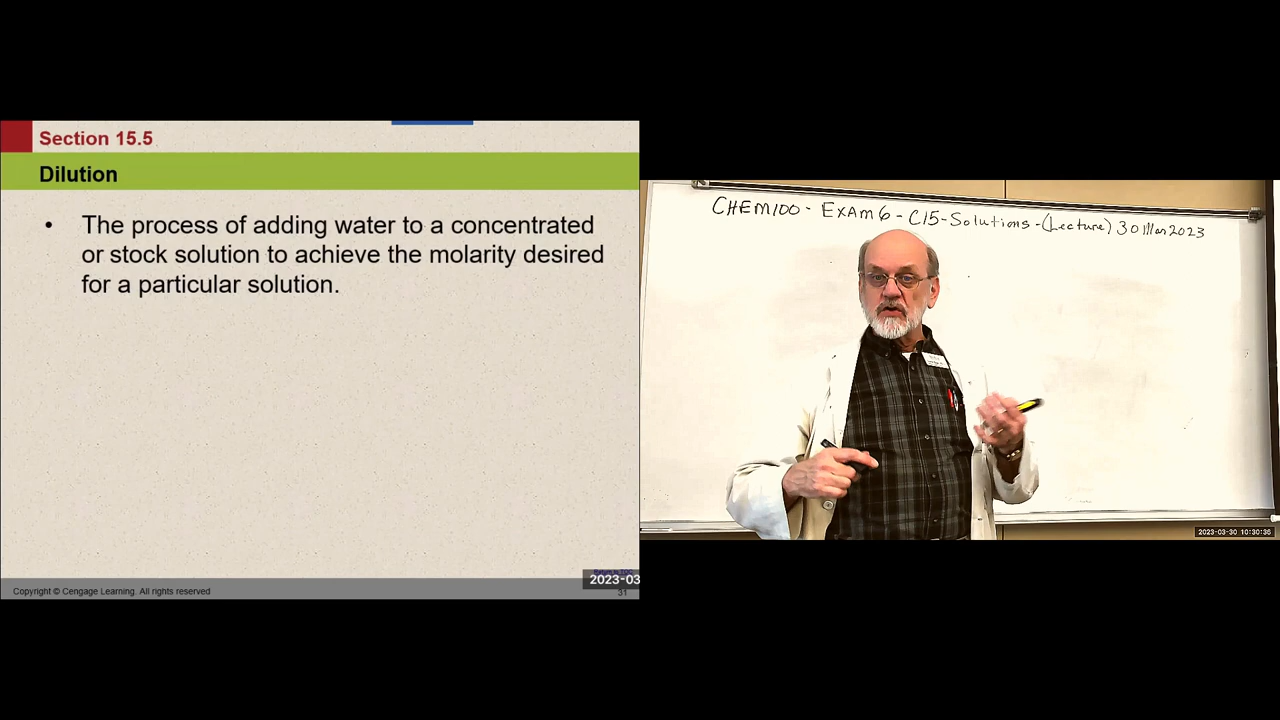 Section 15.5
Dilution
• The process of adding water to a concentrated
or stock solution to achieve the molarity desired
for a particular solution.
2023-03
31
Copyright © Cengage Learning. All rights reserved
CHEM100 - EXAM 6 - C15-Solutions - (Lecture) 30 Mar 2023
2023-03-30 10:30:36